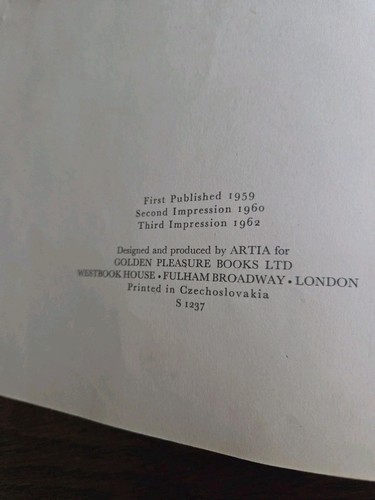 First Published 1959
Second Impression 1960
Third Impression 1962
Designed and produced by ARTIA for
GOLDEN PLEASURE BOOKS LTD
WESTBOOK HOUSE • FULHAM BROADWAY • LONDON
Printed in Czechoslovakia
S 1237